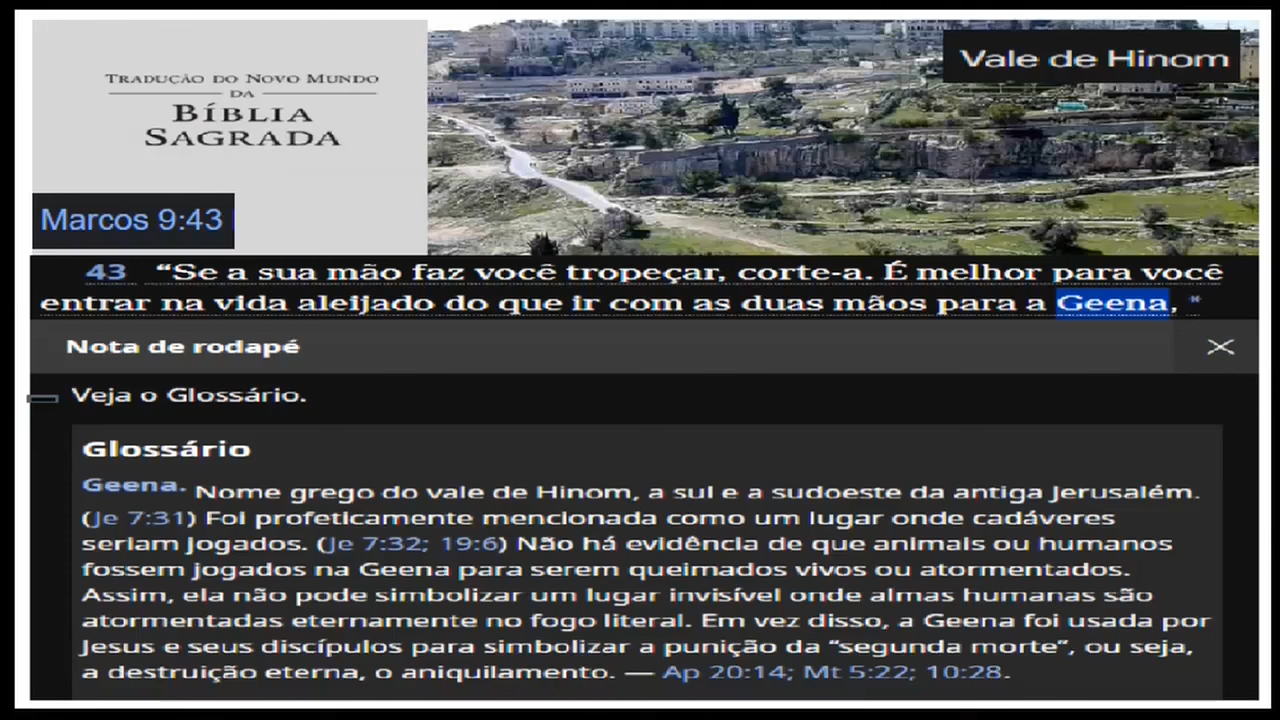 TRADUÇÃO DO NOVO MUNDO
DA
BÍBLIA
SAGRADA
Vale de Hinom
Marcos 9:43
43 “Se a sua mão faz você tropeçar, corte-a. É melhor para você
entrar na vida aleijado do que ir com as duas mãos para a Geena, *
Nota de rodapé
Veja o Glossário.
Glossário
Geena. Nome grego do vale de Hinom, a sul e a sudoeste da antiga Jerusalém.
(Je 7:31) Foi profeticamente mencionada como um lugar onde cadáveres
seriam jogados. (Je 7:32; 19:6) Não há evidência de que animais ou humanos
fossem jogados na Geena para serem queimados vivos ou atormentados.
Assim, ela não pode simbolizar um lugar invisível onde almas humanas são
atormentadas eternamente no fogo literal. Em vez disso, a Geena foi usada por
Jesus e seus discípulos para simbolizar a punição da “segunda morte”, ou seja,
a destruição eterna, o aniquilamento. — Ap 20:14; Mt 5:22; 10:28.